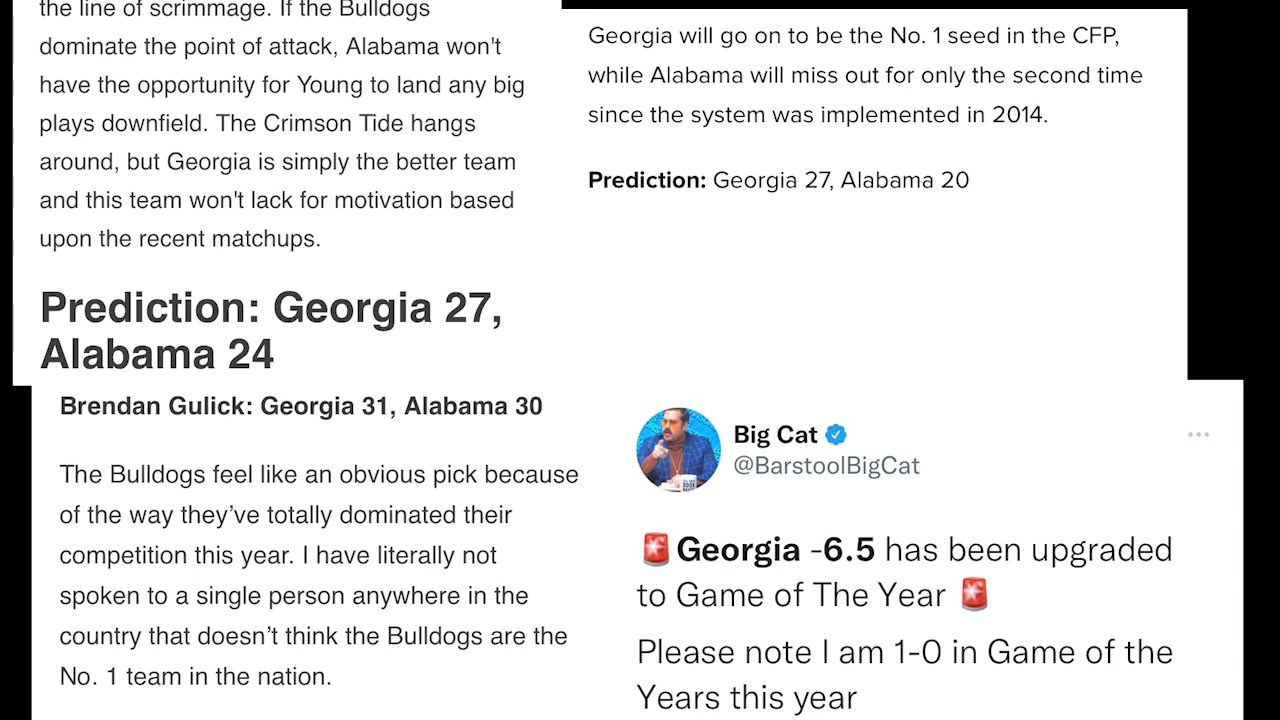 the line of scrimmage. If the Bulldogs
dominate the point of attack, Alabama won't
have the opportunity for Young to land any big
plays downfield. The Crimson Tide hangs
around, but Georgia is simply the better team
and this team won't lack for motivation based
upon the recent matchups.
Prediction: Georgia 27,
Alabama 24
Georgia will go on to be the No. 1 seed in the CFP,
while Alabama will miss out for only the second time
since the system was implemented in 2014.
Prediction: Georgia 27, Alabama 20
Brendan Gulick: Georgia 31, Alabama 30
The Bulldogs feel like an obvious pick because
of the way they’ve totally dominated their
competition this year. I have literally not
spoken to a single person anywhere in the
country that doesn’t think the Bulldogs are the
No. 1 team in the nation.
Big Cat
@BarstoolBigCat
🚨Georgia -6.5 has been upgraded
to Game of The Year 🚨
Please note I am 1-0 in Game of the
Years this year